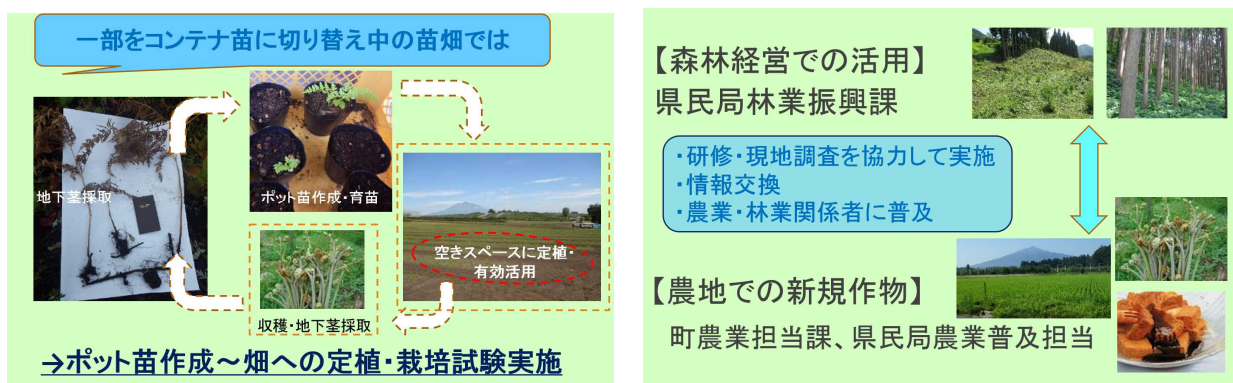 一部をコンテナ苗に切り替え中の苗畑では
地下茎採取
ポット苗作成・育苗
空きスペースに定植・
有効活用
収穫・地下茎採取
→ポット苗作成～畑への定植・栽培試験実施
【森林経営での活用】
県民局林業振興課
・研修・現地調査を協力して実施
・情報交換
・農業・林業関係者に普及
【農地での新規作物】
町農業担当課、県民局農業普及担当